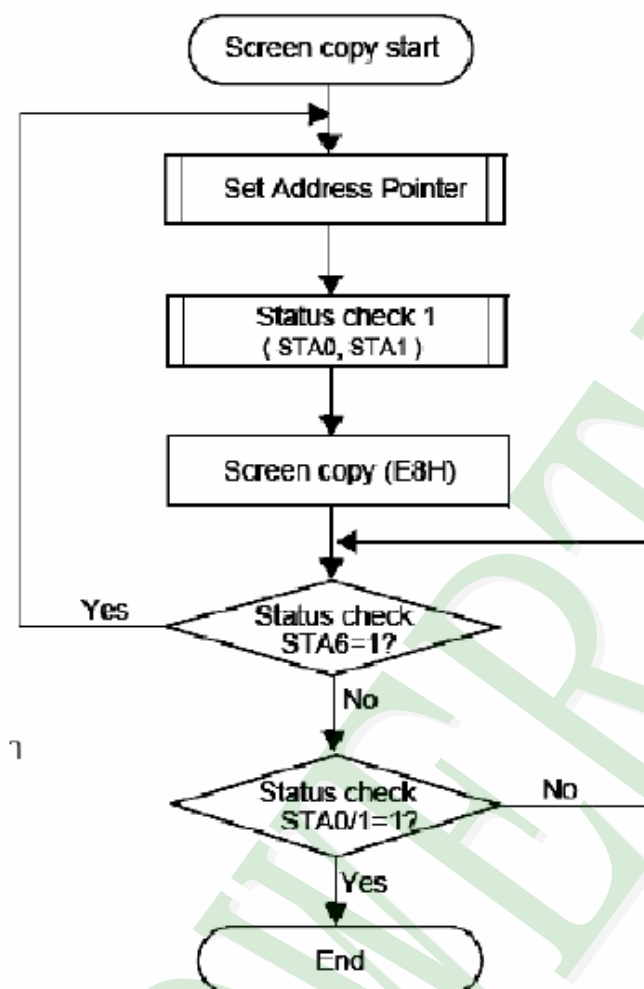 Screen copy start
Set Address Pointer
Status check 1
( STA0, STA1 )
Screen copy (E8H)
Yes
Status check
STA6=1?
No
Status check
STA0/1=1?
No
Yes
End